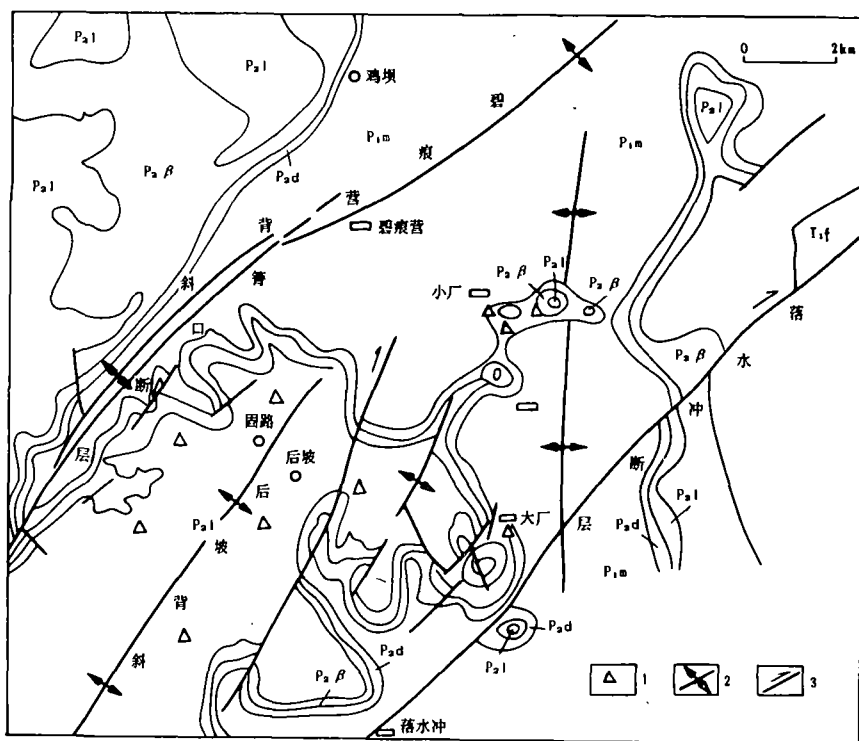 P₂l
鸡坝
0 2km
P₂l
P₂β
P₂l
P₂d
P₁m
P₁m
P₂l
碧痕营背斜
碧痕营
T₁f
小厂
P₂β
P₂l
P₂β
P₂β
箐口断层
固路
后坡
后坡背斜
P₂l
大厂
落水冲断层
P₂d
P₂l
P₁m
P₂d
P₂β
P₂d
P₂l
落水冲
1
2
3